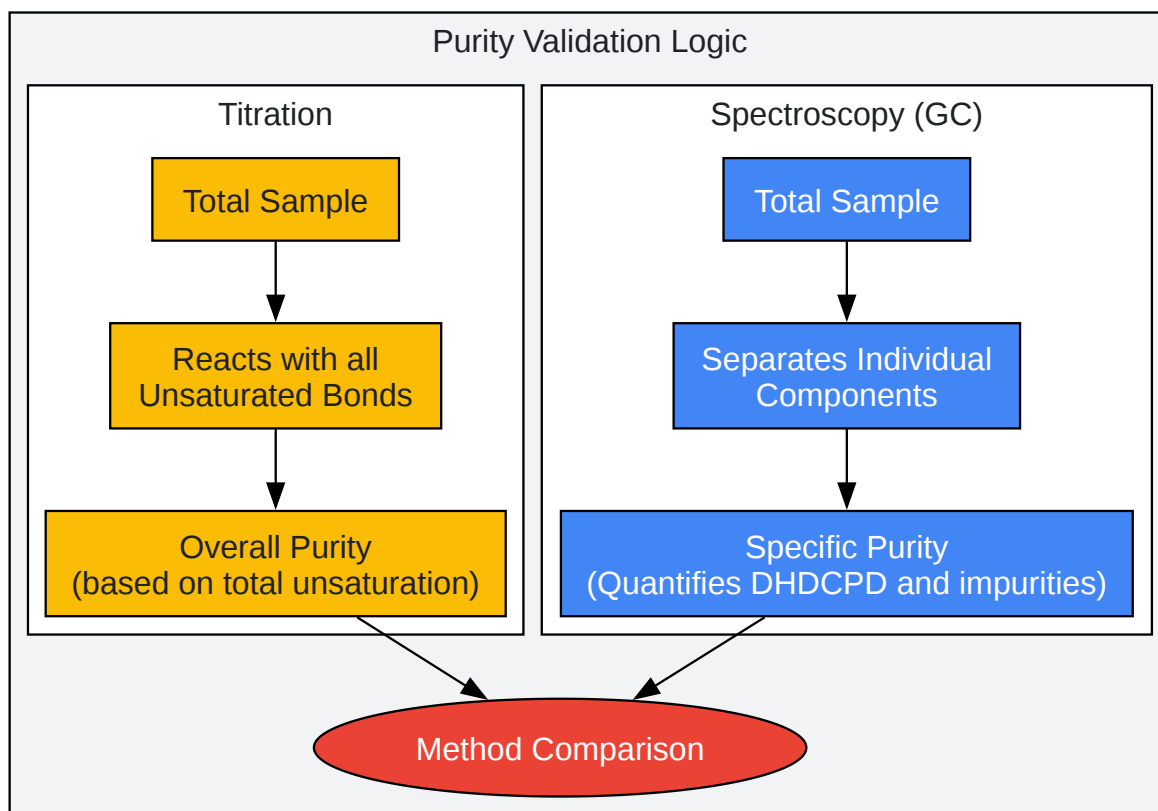 Purity Validation Logic
Titration
Total Sample
Reacts with all
Unsaturated Bonds
Overall Purity
(based on total unsaturation)
Spectroscopy (GC)
Total Sample
Separates Individual
Components
Specific Purity
(Quantifies DHDCPD and impurities)
Method Comparison